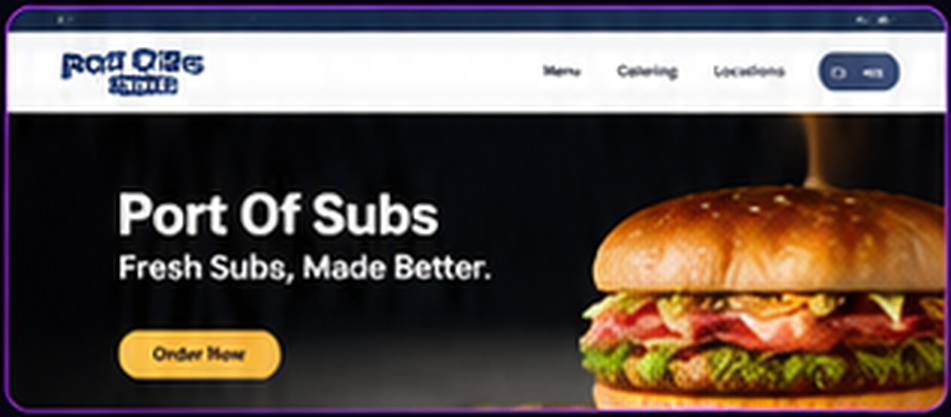 Menu Catering Locations
Port Of Subs
Fresh Subs, Made Better.
Order Now